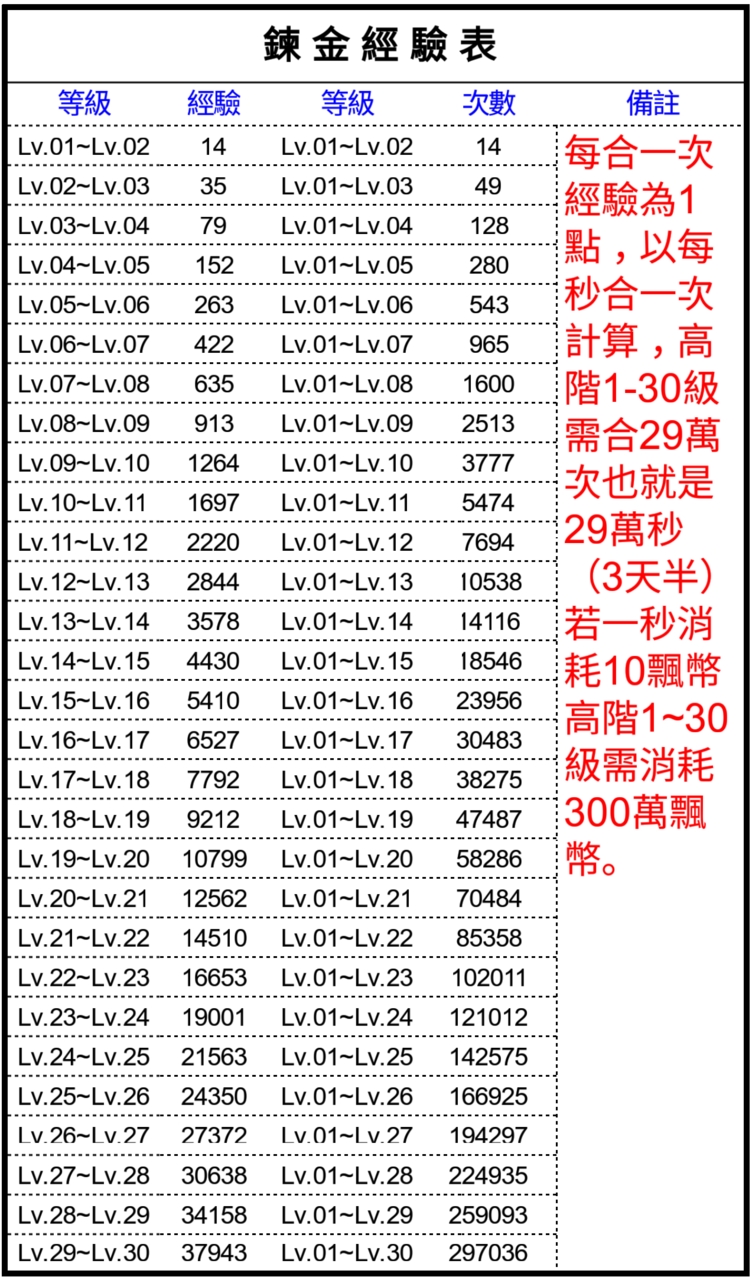 鍊金經驗表
等級 經驗 等級 次數 備註
Lv.01~Lv.02 14 Lv.01~Lv.02 14
Lv.02~Lv.03 35 Lv.01~Lv.03 49
Lv.03~Lv.04 79 Lv.01~Lv.04 128
Lv.04~Lv.05 152 Lv.01~Lv.05 280
Lv.05~Lv.06 263 Lv.01~Lv.06 543
Lv.06~Lv.07 422 Lv.01~Lv.07 965
Lv.07~Lv.08 635 Lv.01~Lv.08 1600
Lv.08~Lv.09 913 Lv.01~Lv.09 2513
Lv.09~Lv.10 1264 Lv.01~Lv.10 3777
Lv.10~Lv.11 1697 Lv.01~Lv.11 5474
Lv.11~Lv.12 2220 Lv.01~Lv.12 7694
Lv.12~Lv.13 2844 Lv.01~Lv.13 10538
Lv.13~Lv.14 3578 Lv.01~Lv.14 14116
Lv.14~Lv.15 4430 Lv.01~Lv.15 18546
Lv.15~Lv.16 5410 Lv.01~Lv.16 23956
Lv.16~Lv.17 6527 Lv.01~Lv.17 30483
Lv.17~Lv.18 7792 Lv.01~Lv.18 38275
Lv.18~Lv.19 9212 Lv.01~Lv.19 47487
Lv.19~Lv.20 10799 Lv.01~Lv.20 58286
Lv.20~Lv.21 12562 Lv.01~Lv.21 70484
Lv.21~Lv.22 14510 Lv.01~Lv.22 85358
Lv.22~Lv.23 16653 Lv.01~Lv.23 102011
Lv.23~Lv.24 19001 Lv.01~Lv.24 121012
Lv.24~Lv.25 21563 Lv.01~Lv.25 142575
Lv.25~Lv.26 24350 Lv.01~Lv.26 166925
Lv.26~Lv.27 27372 Lv.01~Lv.27 194297
Lv.27~Lv.28 30638 Lv.01~Lv.28 224935
Lv.28~Lv.29 34158 Lv.01~Lv.29 259093
Lv.29~Lv.30 37943 Lv.01~Lv.30 297036
每合一次
經驗為1
點，以每
秒合一次
計算，高
階1-30級
需合29萬
次也就是
29萬秒
（3天半）
若一秒消
耗10飄幣
高階1~30
級需消耗
300萬飄
幣。